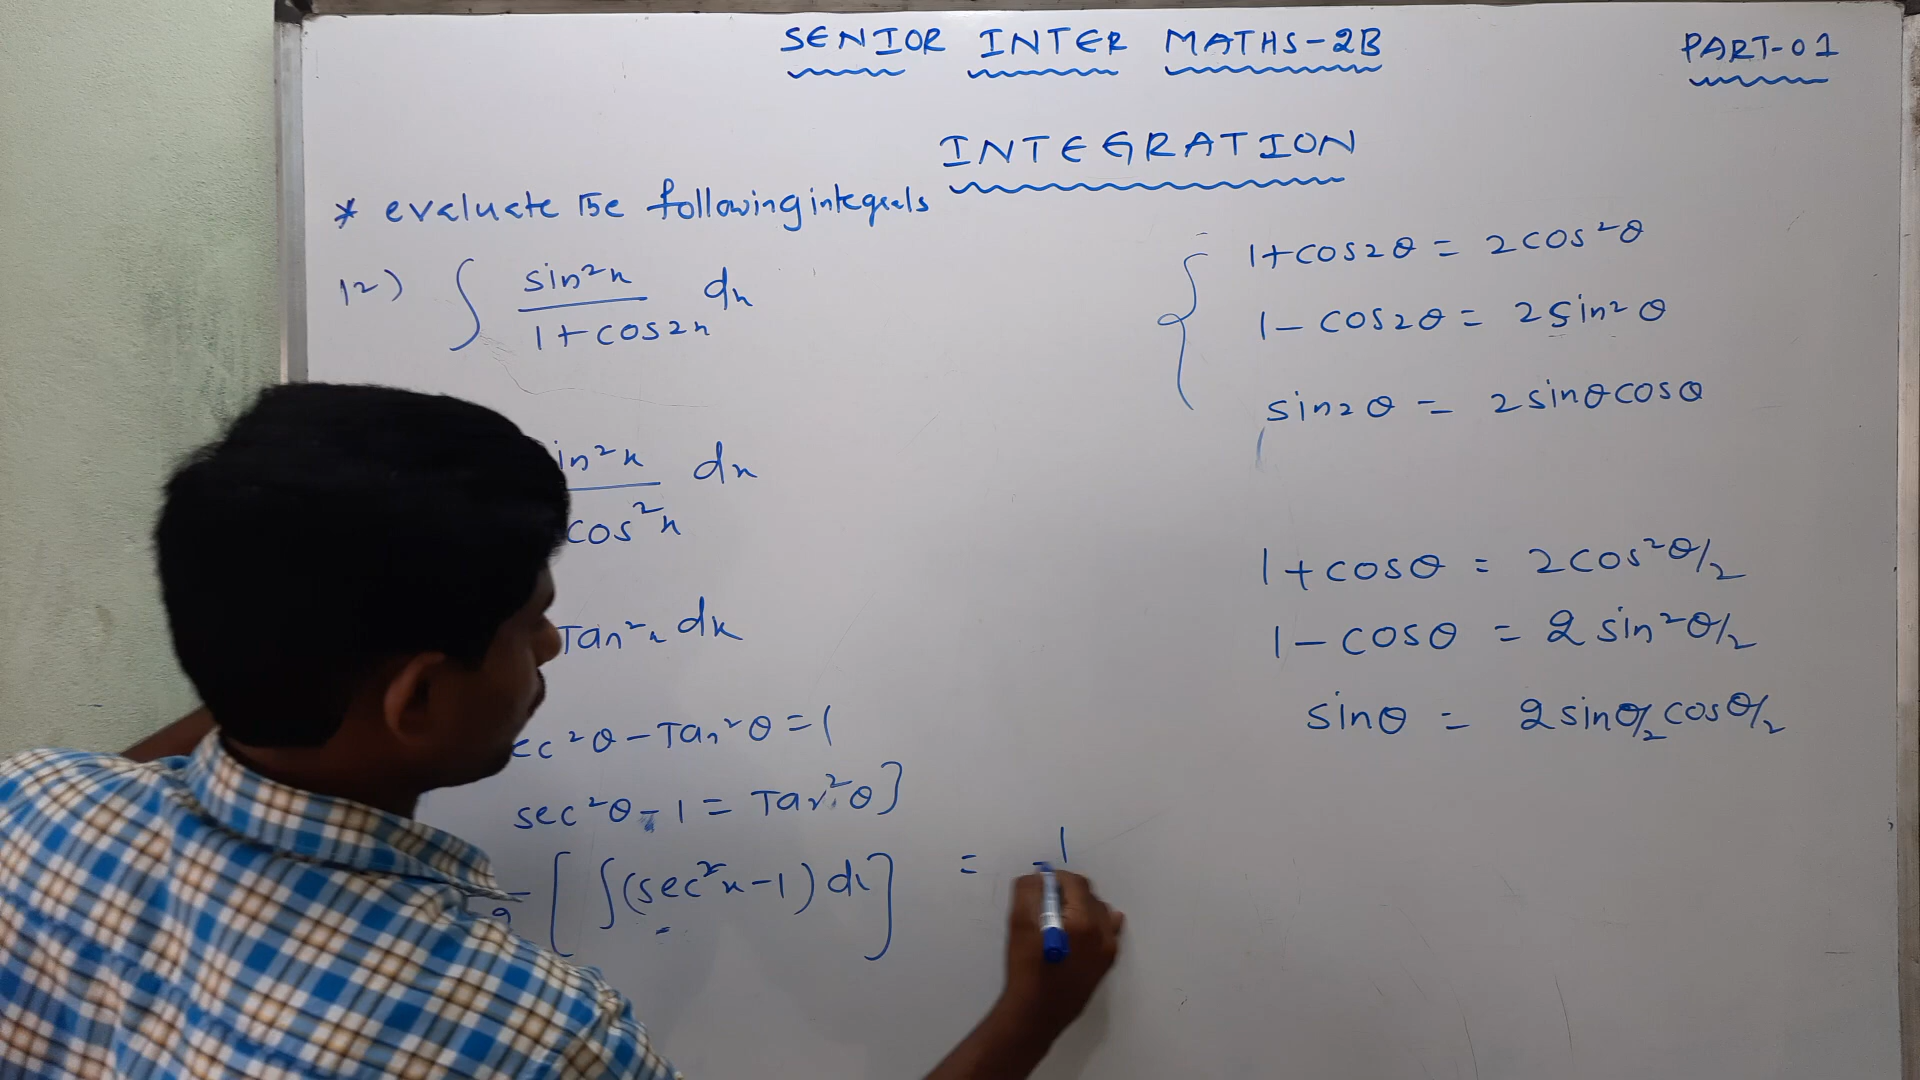 SENIOR INTER MATHS-2B
PART-01
INTEGRATION
* evaluate the following integrals
12) ∫ sin²x / 1+cos2x dx
in²x / cos²x dx
Tan²x dx
ec²θ - Tan²θ = 1
sec²θ - 1 = Tan²θ]
[ ∫(sec²x - 1) dx ] = 1
1+cos2θ = 2cos²θ
1-cos2θ = 2sin²θ
sin2θ = 2sinθcosθ
1+cosθ = 2cos²θ/2
1-cosθ = 2sin²θ/2
sinθ = 2sinθ/2 cosθ/2